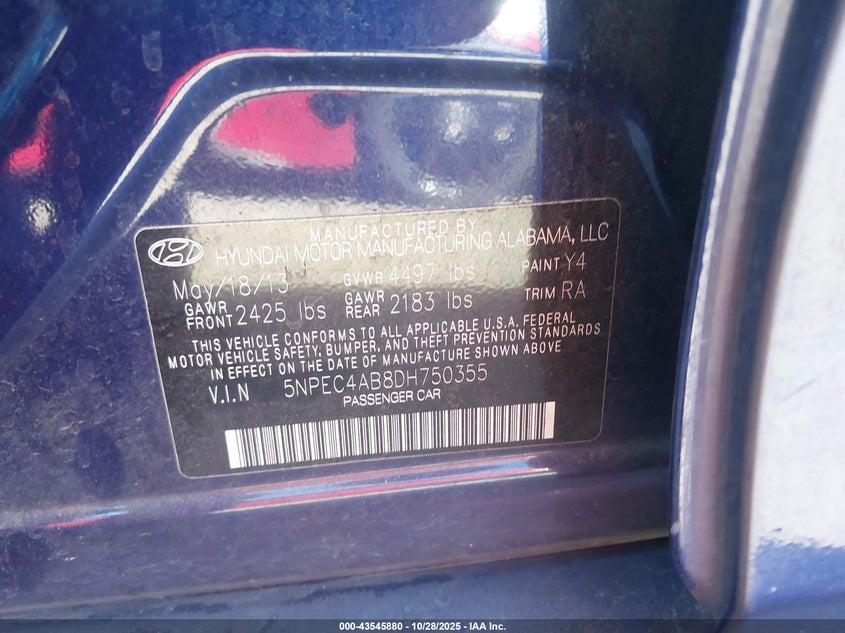 MANUFACTURED BY
HYUNDAI MOTOR MANUFACTURING ALABAMA, LLC
May/18/13 GVWR 4497 lbs PAINT Y4
GAWR FRONT 2425 lbs GAWR REAR 2183 lbs TRIM RA
THIS VEHICLE CONFORMS TO ALL APPLICABLE U.S.A. FEDERAL
MOTOR VEHICLE SAFETY, BUMPER, AND THEFT PREVENTION STANDARDS
IN EFFECT ON THE DATE OF MANUFACTURE SHOWN ABOVE
V.I.N 5NPEC4AB8DH750355
PASSENGER CAR
000-43545880 - 10/28/2025 - IAA Inc.